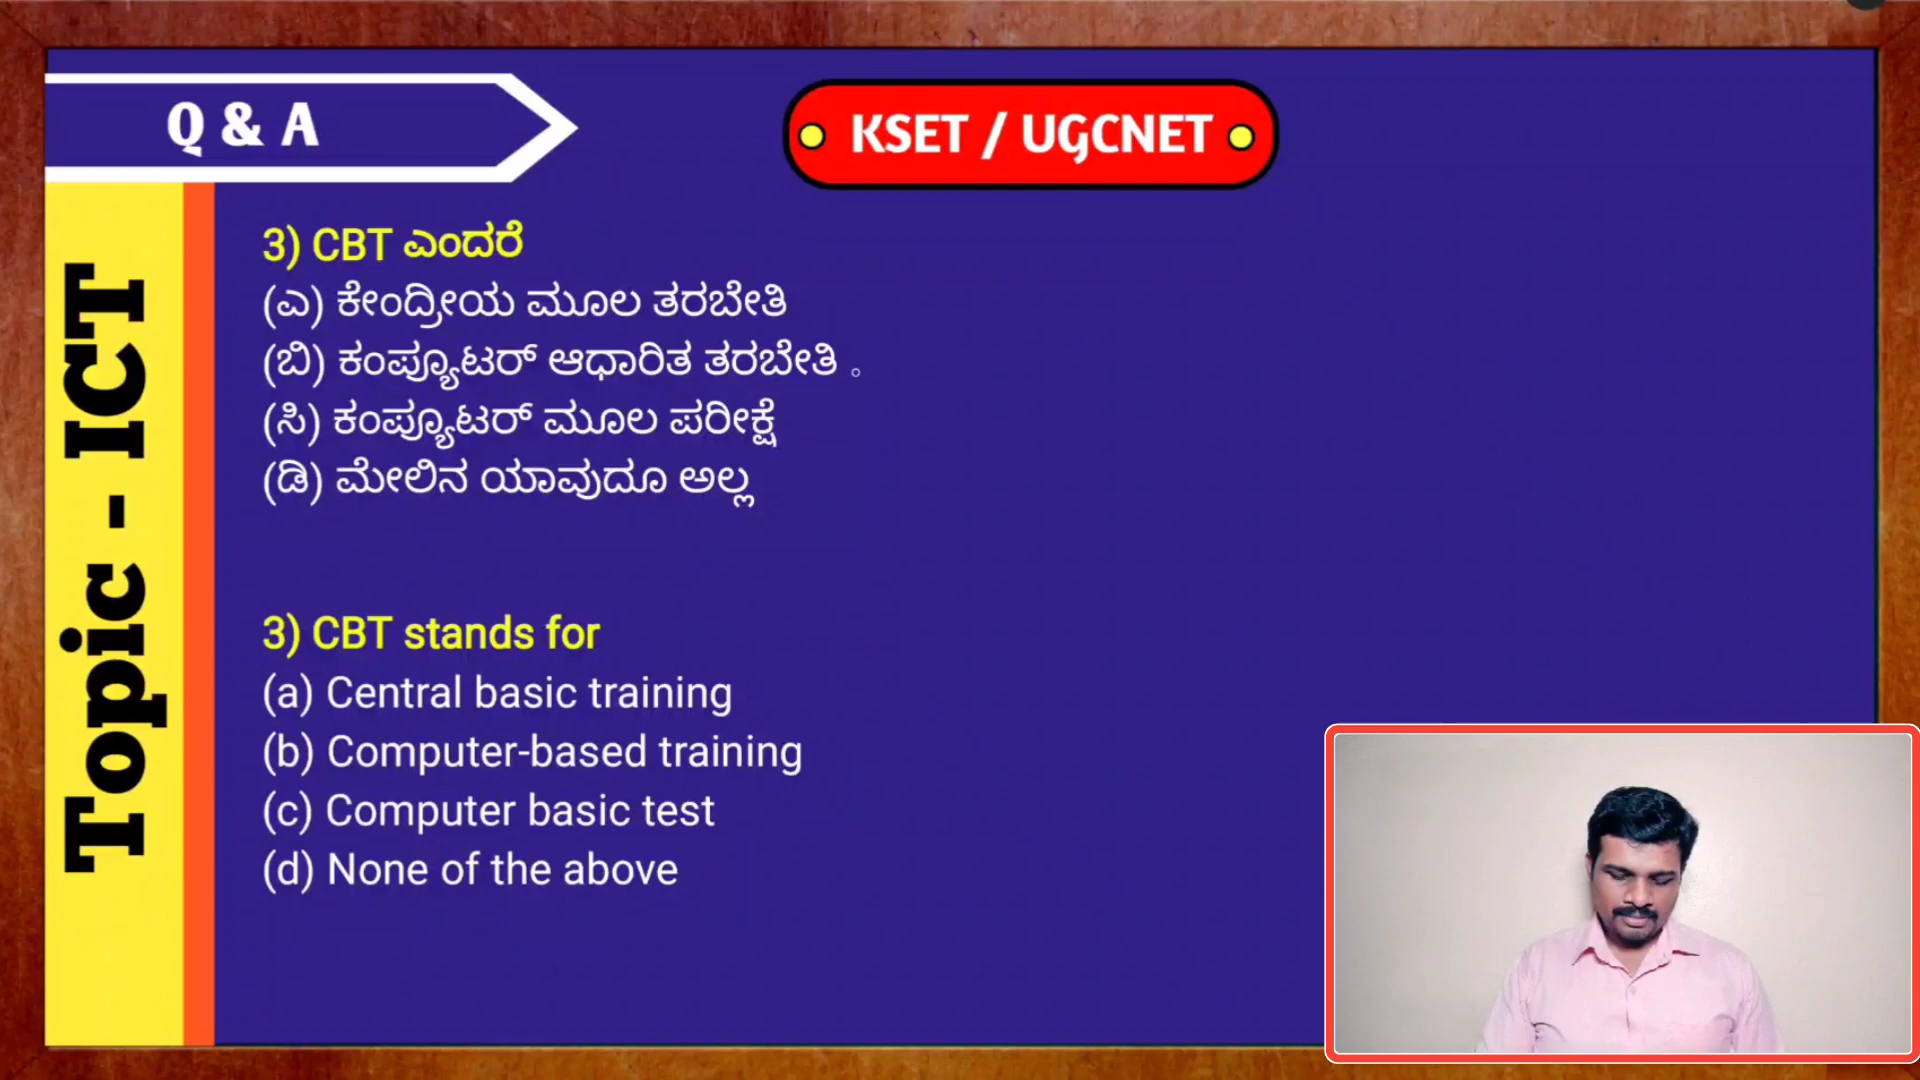 Q & A
KSET / UGCNET
Topic - ICT
3) CBT ಎಂದರೆ
(ಎ) ಕೇಂದ್ರೀಯ ಮೂಲ ತರಬೇತಿ
(ಬಿ) ಕಂಪ್ಯೂಟರ್ ಆಧಾರಿತ ತರಬೇತಿ 。
(ಸಿ) ಕಂಪ್ಯೂಟರ್ ಮೂಲ ಪರೀಕ್ಷೆ
(ಡಿ) ಮೇಲಿನ ಯಾವುದೂ ಅಲ್ಲ
3) CBT stands for
(a) Central basic training
(b) Computer-based training
(c) Computer basic test
(d) None of the above